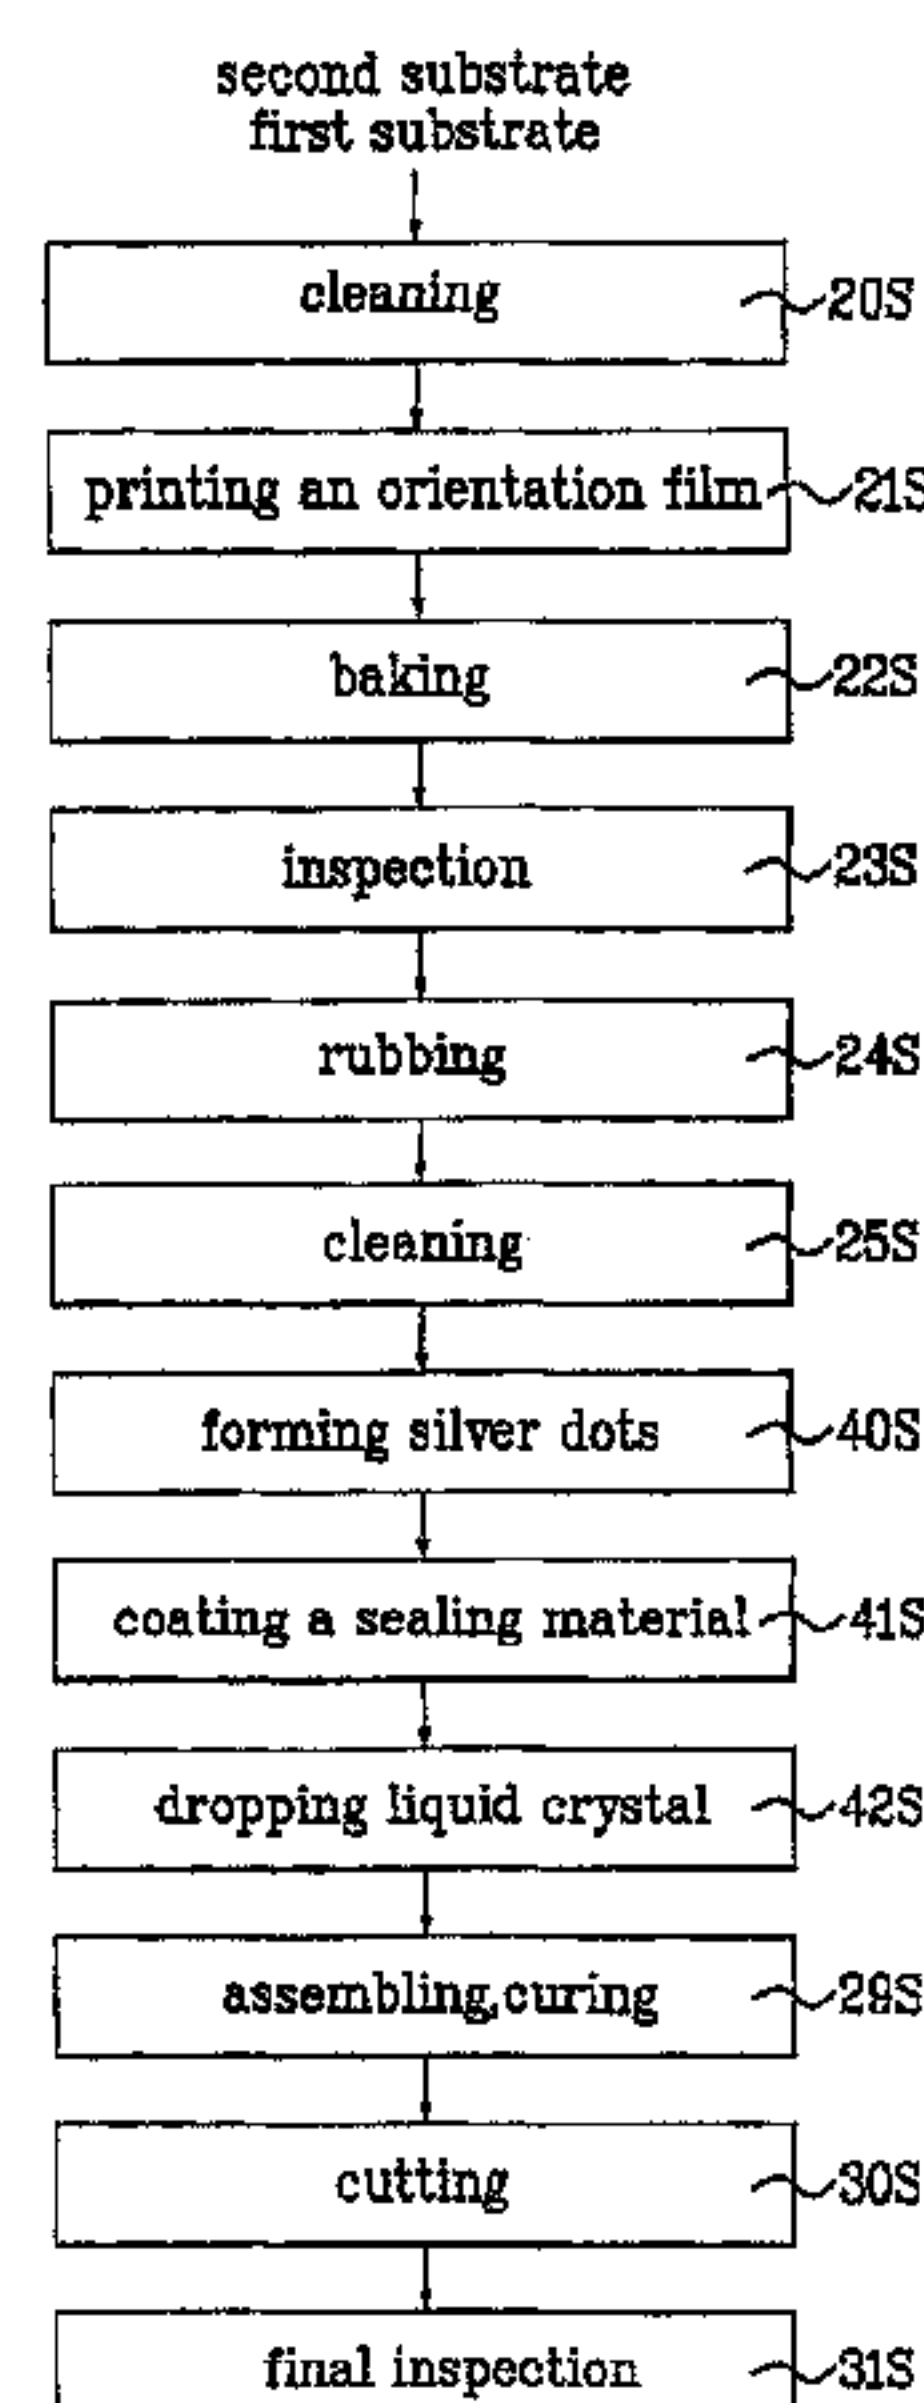 second substrate
first substrate
cleaning 20S
printing an orientation film 21S
baking 22S
inspection 23S
rubbing 24S
cleaning 25S
forming silver dots 40S
coating a sealing material 41S
dropping liquid crystal 42S
assembling,curing 29S
cutting 30S
final inspection 31S